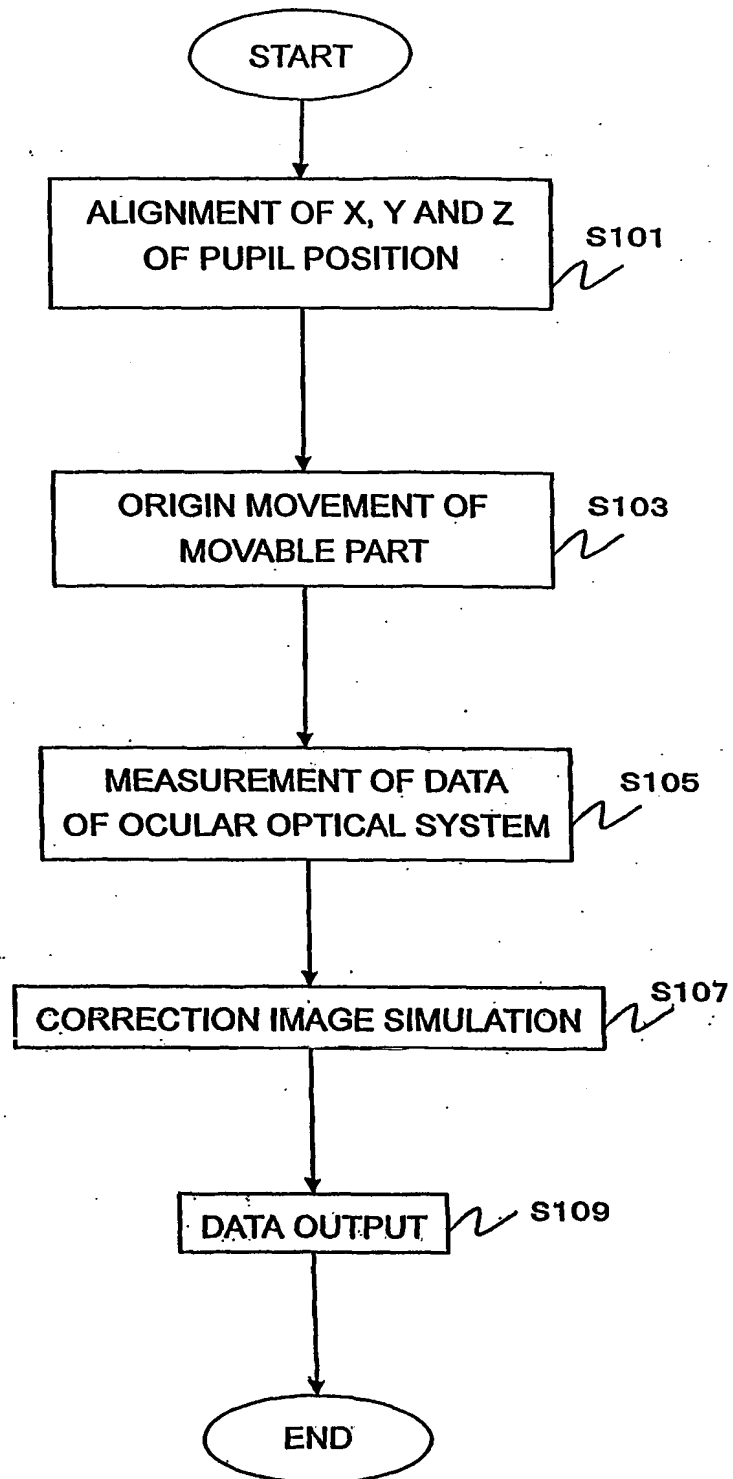 START
ALIGNMENT OF X, Y AND Z
OF PUPIL POSITION
S101
ORIGIN MOVEMENT OF
MOVABLE PART
S103
MEASUREMENT OF DATA
OF OCULAR OPTICAL SYSTEM
S105
CORRECTION IMAGE SIMULATION
S107
DATA OUTPUT
S109
END